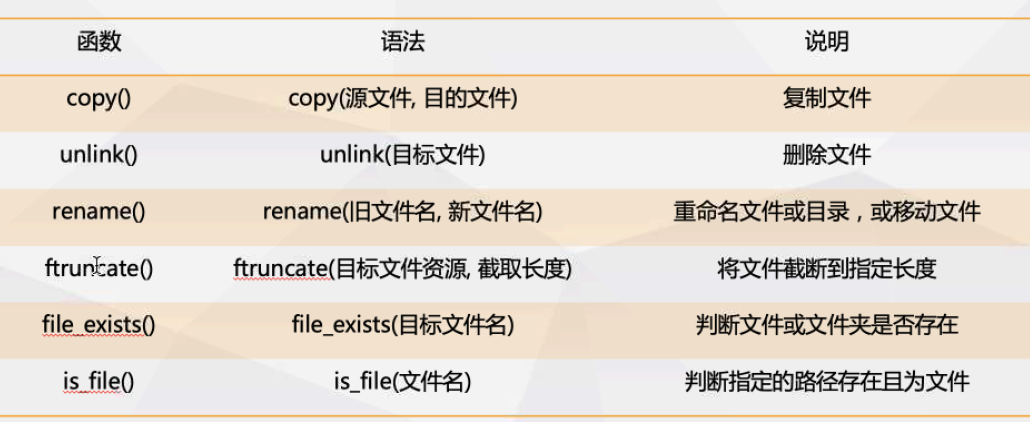 函数 语法 说明
copy() copy(源文件, 目的文件) 复制文件
unlink() unlink(目标文件) 删除文件
rename() rename(旧文件名, 新文件名) 重命名文件或目录，或移动文件
ftruncate() ftruncate(目标文件资源, 截取长度) 将文件截断到指定长度
file_exists() file_exists(目标文件名) 判断文件或文件夹是否存在
is_file() is_file(文件名) 判断指定的路径存在且为文件